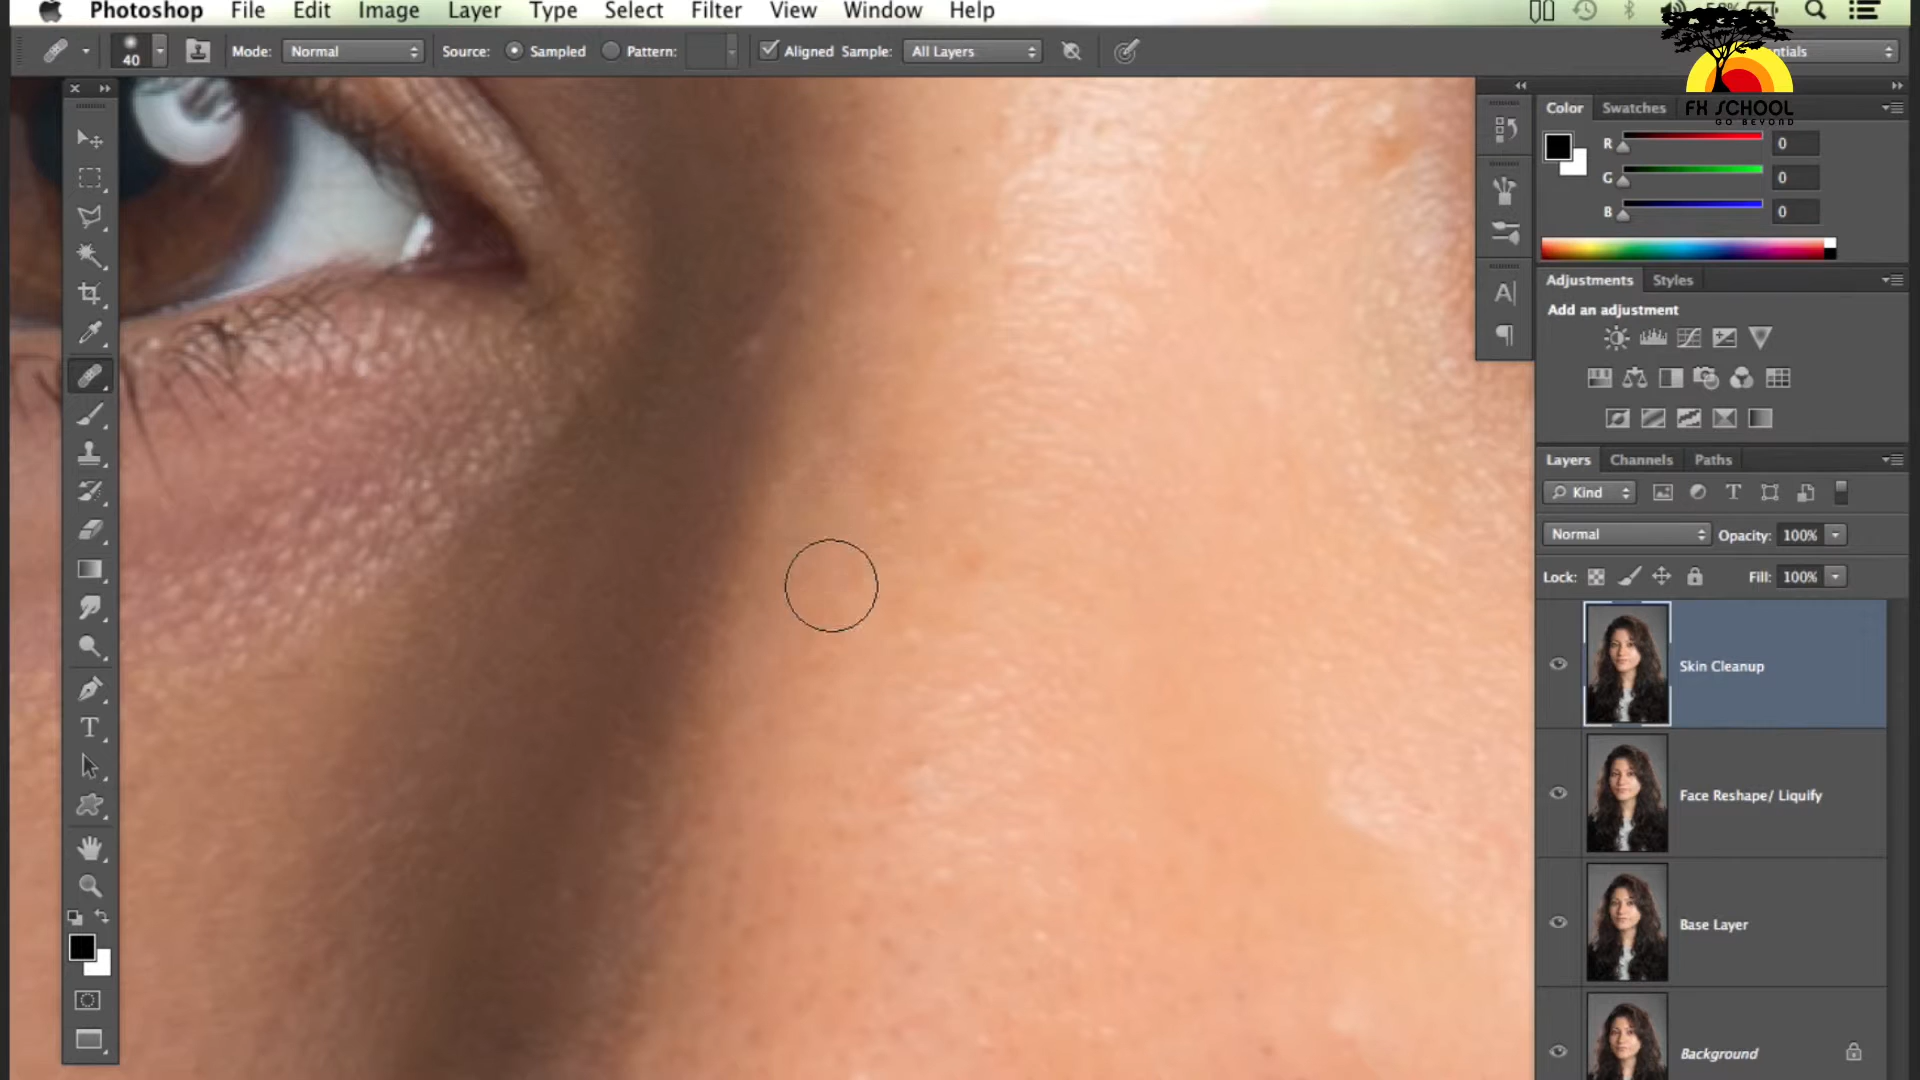 Photoshop File Edit Image Layer Type Select Filter View Window Help
40 Mode: Normal Source: Sampled Pattern: Aligned Sample: All Layers
FX SCHOOL
GO BEYOND
Color Swatches
R 0
G 0
B 0
Adjustments Styles
Add an adjustment
Layers Channels Paths
Kind
Normal Opacity: 100%
Lock: Fill: 100%
Skin Cleanup
Face Reshape/ Liquify
Base Layer
Background